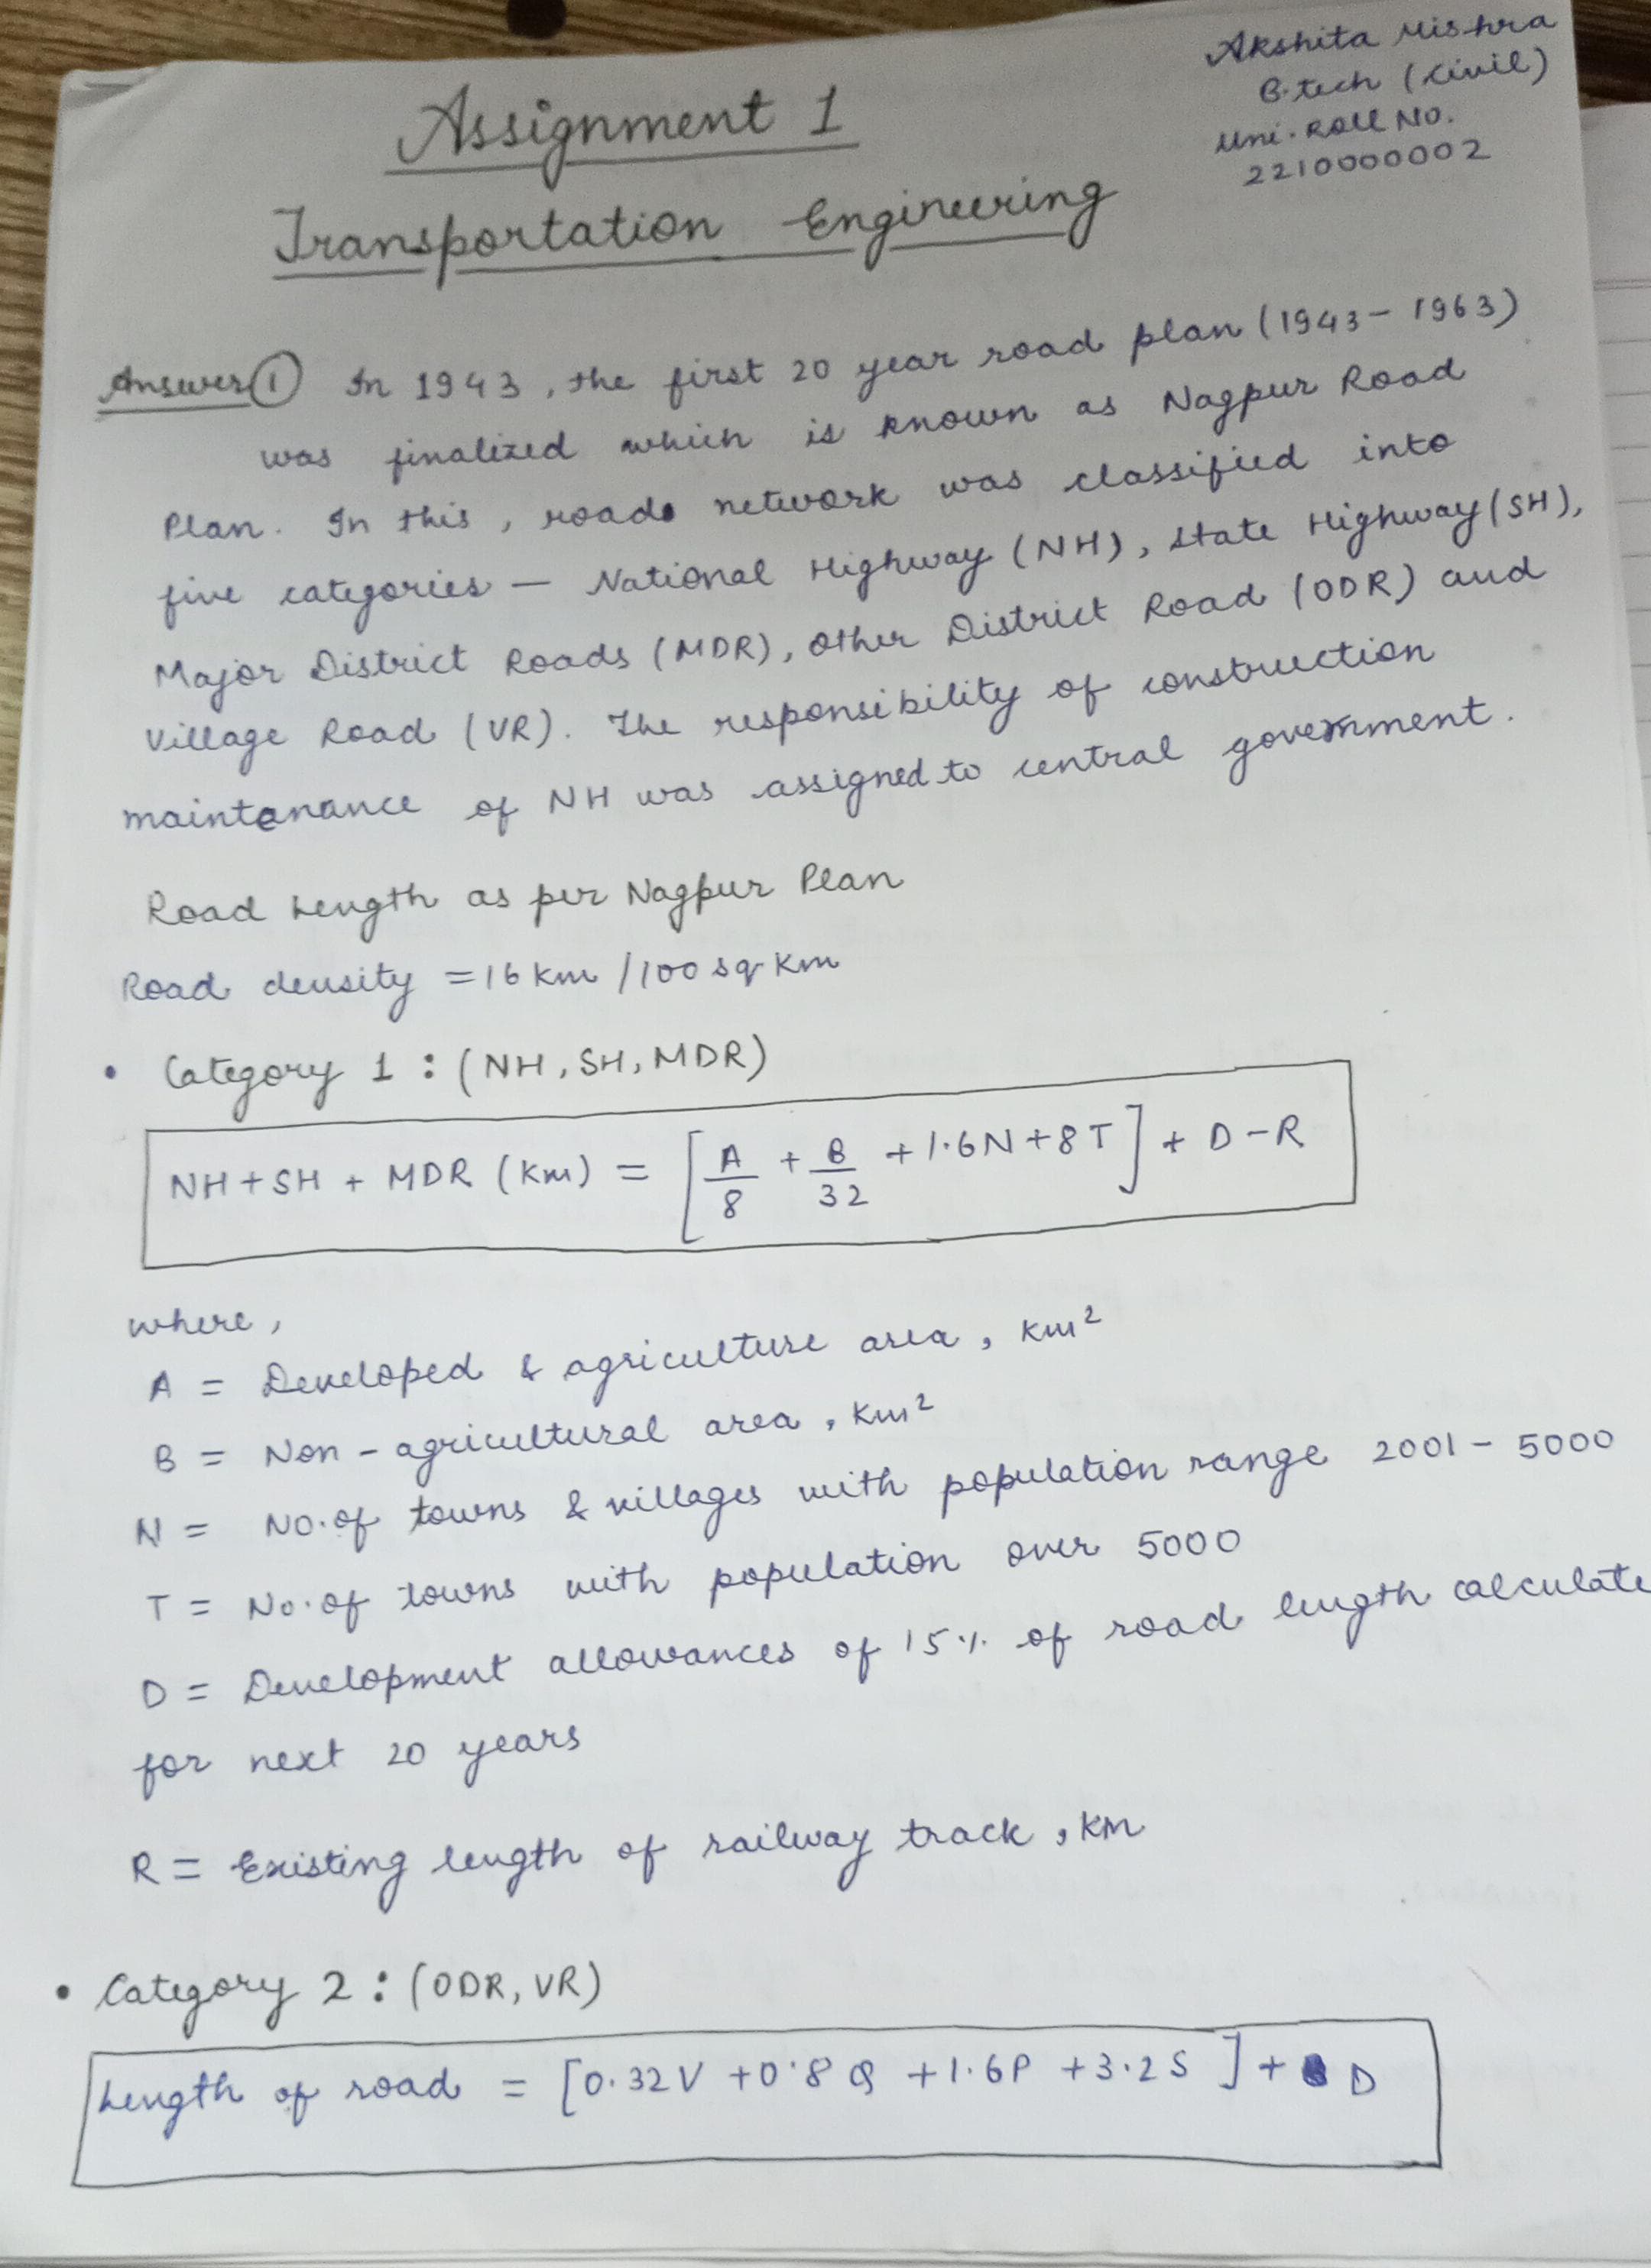 Akshita Mishra
B.tech (Civil)
Uni. Roll No.
2210000002
Assignment 1
Transportation Engineering
Answer ① In 1943, the first 20 year road plan (1943 - 1963)
was finalized which is known as Nagpur Road
Plan. In this, roads network was classified into
five categories — National Highway (NH), State Highway (SH),
Major District Roads (MDR), Other District Road (ODR) and
Village Road (VR). The responsibility of construction
maintenance of NH was assigned to central government.
Road Length as per Nagpur Plan
Road density = 16 km / 100 sq km
• Category 1 : (NH, SH, MDR)
NH + SH + MDR (Km) = [A/8 + B/32 + 1.6N + 8T] + D - R
where,
A = Developed & agriculture area, Km²
B = Non - agricultural area, Km²
N = No. of towns & villages with population range 2001 - 5000
T = No. of towns with population over 5000
D = Development allowances of 15% of road length calculate
for next 20 years
R = Existing length of railway track, Km
• Category 2 : (ODR, VR)
Length of road = [0.32V + 0.8Q + 1.6P + 3.2S] + D